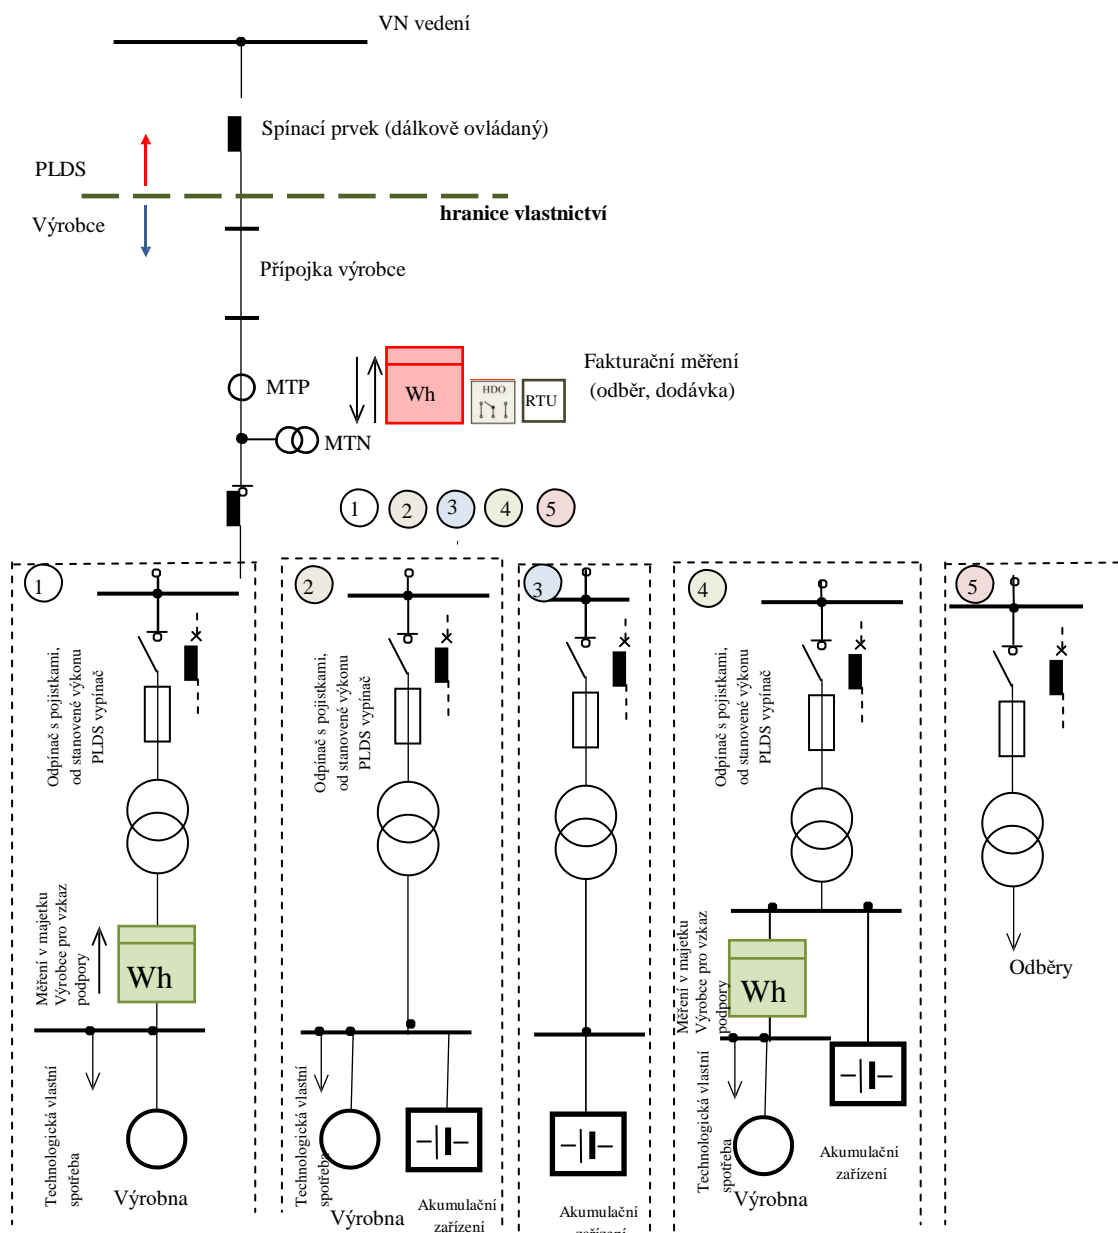 VN vedení
Spínací prvek (dálkově ovládaný)
PLDS
hranice vlastnictví
Výrobce
Přípojka výrobce
MTP
Wh
HDO
RTU
Fakturační měření
(odběr, dodávka)
MTN
1
2
3
4
5
1
Odpínač s pojistkami,
od stanovené výkonu
PLDS vypínač
Měření v majetku
Výrobce pro vzkaz
podpory
Wh
Technologická vlastní
spotřeba
Výrobna
2
Odpínač s pojistkami,
od stanovené výkonu
PLDS vypínač
Technologická vlastní
spotřeba
Výrobna
Akumulační
zařízení
3
Akumulační
zařízení
4
Odpínač s pojistkami,
od stanovené výkonu
PLDS vypínač
Měření v majetku
Výrobce pro vzkaz
podpory
Wh
Technologická vlastní
spotřeba
Výrobna
Akumulační
zařízení
5
Odběry